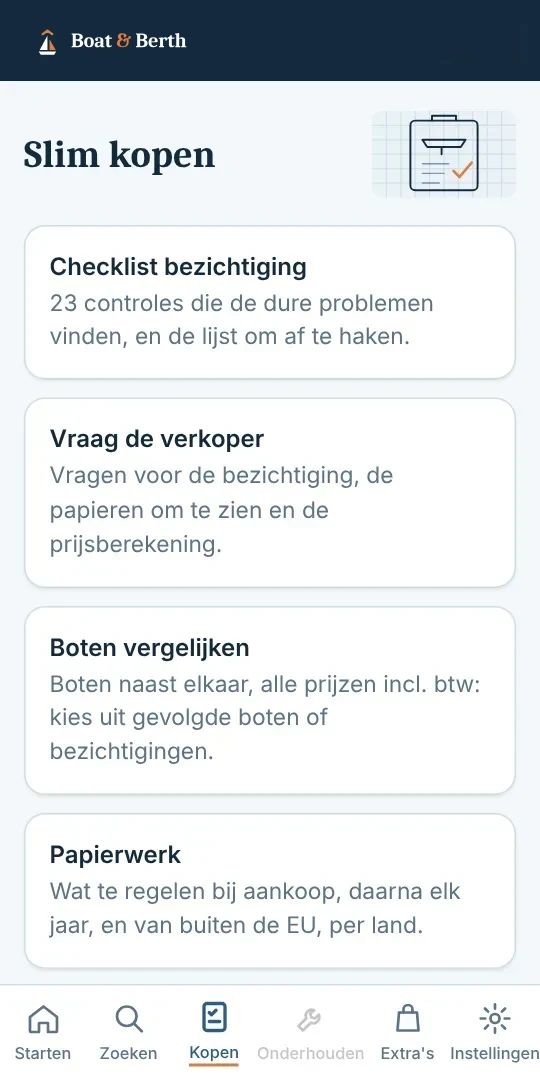 Boat & Berth
Slim kopen
Checklist bezichtiging
23 controles die de dure problemen
vinden, en de lijst om af te haken.
Vraag de verkoper
Vragen voor de bezichtiging, de
papieren om te zien en de
prijsberekening.
Boten vergelijken
Boten naast elkaar, alle prijzen incl. btw:
kies uit gevolgde boten of
bezichtigingen.
Papierwerk
Wat te regelen bij aankoop, daarna elk
jaar, en van buiten de EU, per land.
Starten Zoeken Kopen Onderhouden Extra's Instellingen